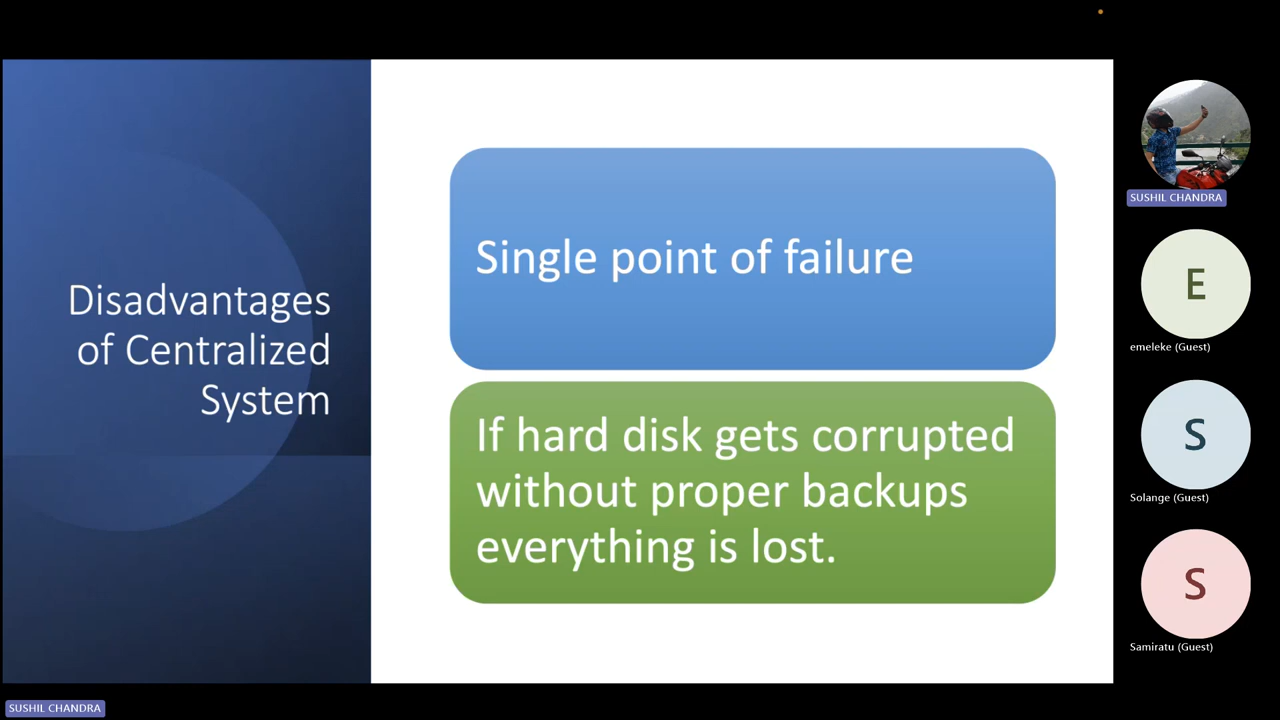 Disadvantages
of Centralized
System
Single point of failure
If hard disk gets corrupted
without proper backups
everything is lost.
SUSHIL CHANDRA
E
emeleke (Guest)
S
Solange (Guest)
S
Samiratu (Guest)
SUSHIL CHANDRA